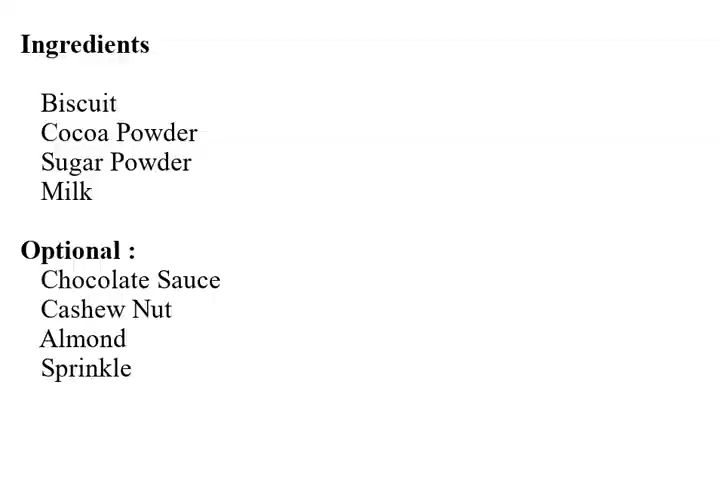 Ingredients
Biscuit
Cocoa Powder
Sugar Powder
Milk
Optional :
Chocolate Sauce
Cashew Nut
Almond
Sprinkle